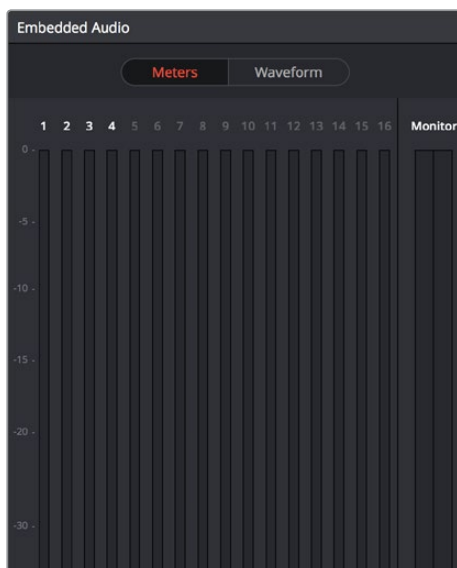 Embedded Audio
Meters Waveform
1 2 3 4 5 6 7 8 9 10 11 12 13 14 15 16 Monitor
0 -
-5 -
-10 -
-15 -
-20 -
-30 -